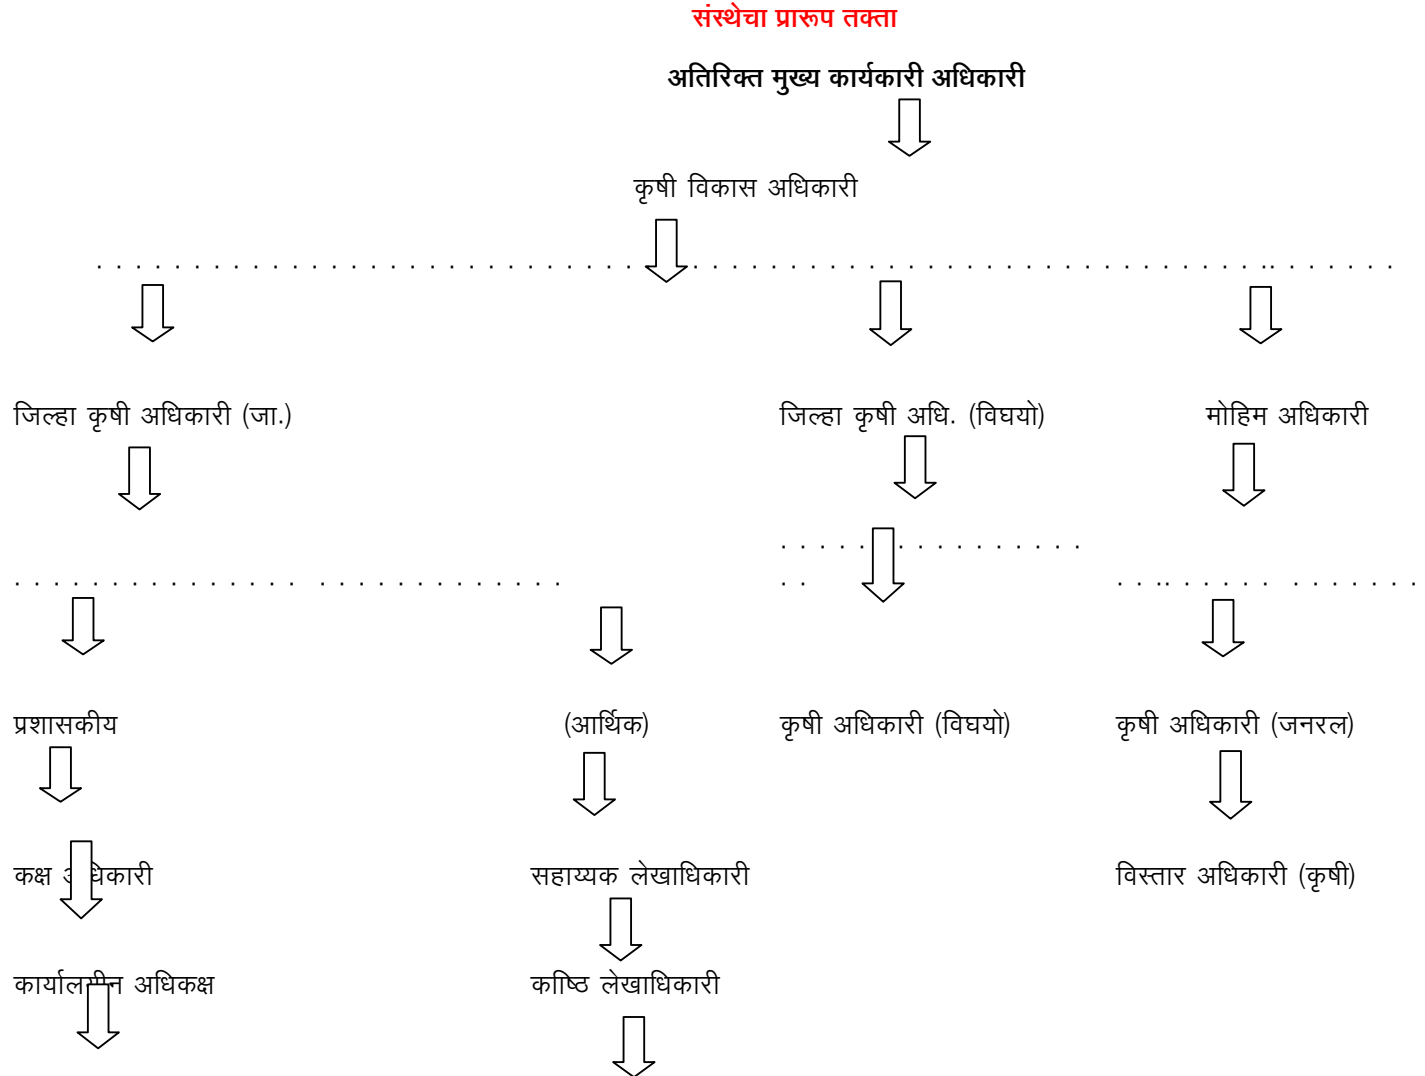 संस्थेचा प्रारूप तक्ता
अतिरिक्त मुख्य कार्यकारी अधिकारी
कृषी विकास अधिकारी
जिल्हा कृषी अधिकारी (जा.) जिल्हा कृषी अधि. (विघयो) मोहिम अधिकारी
प्रशासकीय (आर्थिक) कृषी अधिकारी (विघयो) कृषी अधिकारी (जनरल)
कक्ष सहाय्यक लेखाधिकारी विस्तार अधिकारी (कृषी)
अधिकक्ष लेखाधिकारी